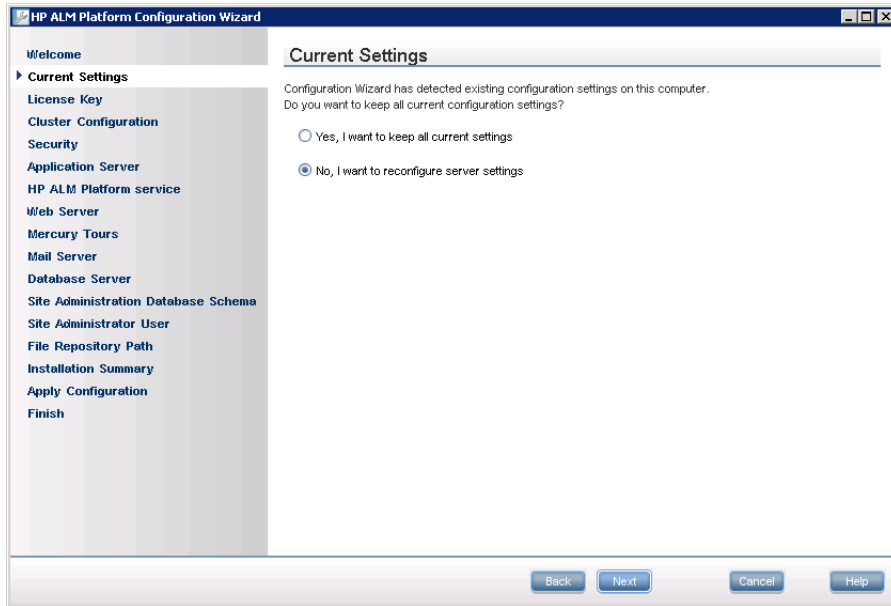 HP ALM Platform Configuration Wizard
Welcome
Current Settings
License Key
Cluster Configuration
Security
Application Server
HP ALM Platform service
Web Server
Mercury Tours
Mail Server
Database Server
Site Administration Database Schema
Site Administrator User
File Repository Path
Installation Summary
Apply Configuration
Finish
Current Settings
Configuration Wizard has detected existing configuration settings on this computer.
Do you want to keep all current configuration settings?
Yes, I want to keep all current settings
No, I want to reconfigure server settings
Back Next Cancel Help